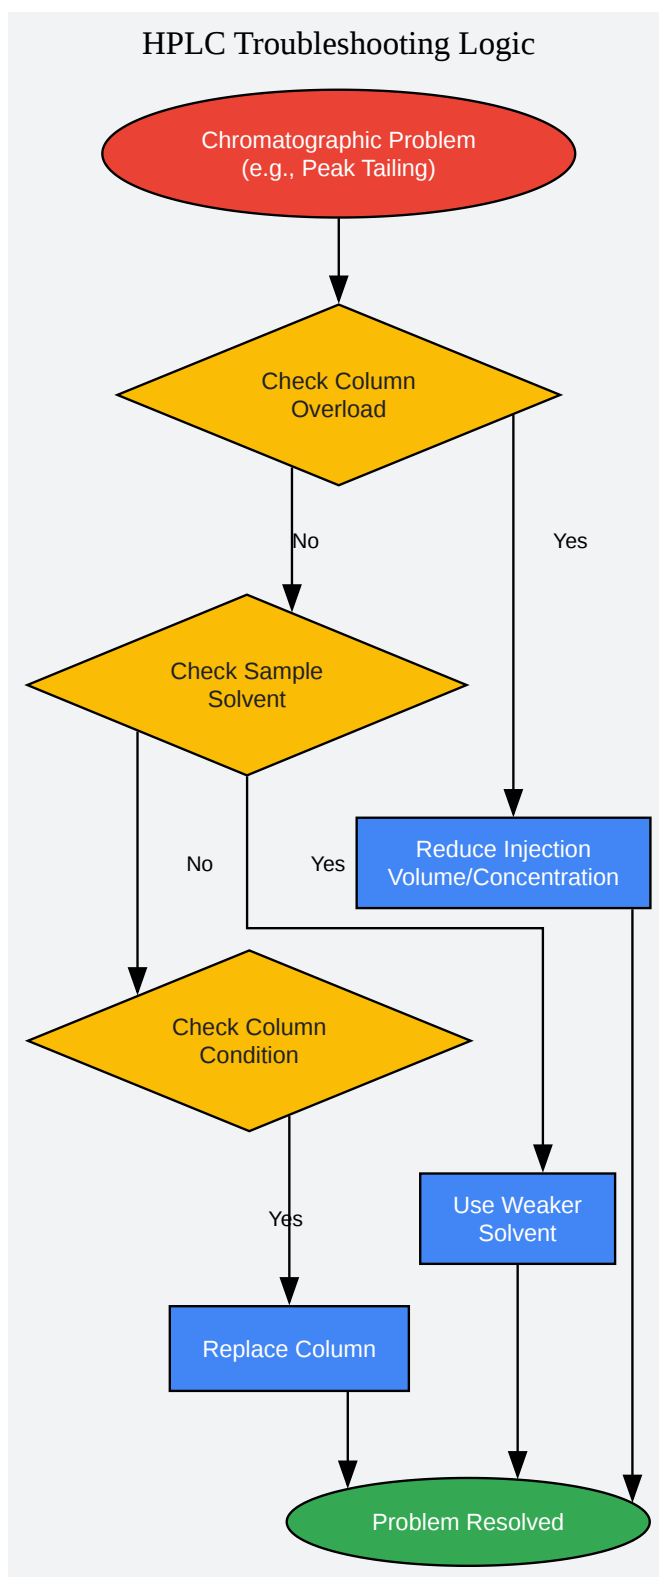 HPLC Troubleshooting Logic
Chromatographic Problem
(e.g., Peak Tailing)
Check Column
Overload
No
Yes
Check Sample
Solvent
No
Yes
Reduce Injection
Volume/Concentration
Check Column
Condition
Yes
Use Weaker
Solvent
Replace Column
Problem Resolved